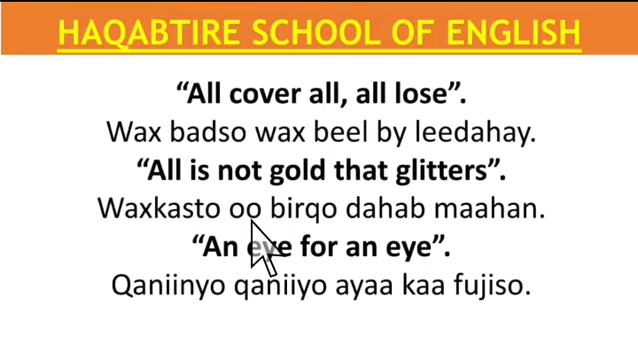 HAQABTIRE SCHOOL OF ENGLISH
“All cover all, all lose”.
Wax badso wax beel by leedahay.
“All is not gold that glitters”.
Waxkasto oo birqo dahab maahan.
“An eye for an eye”.
Qaniinyo qaniiyo ayaa kaa fujiso.